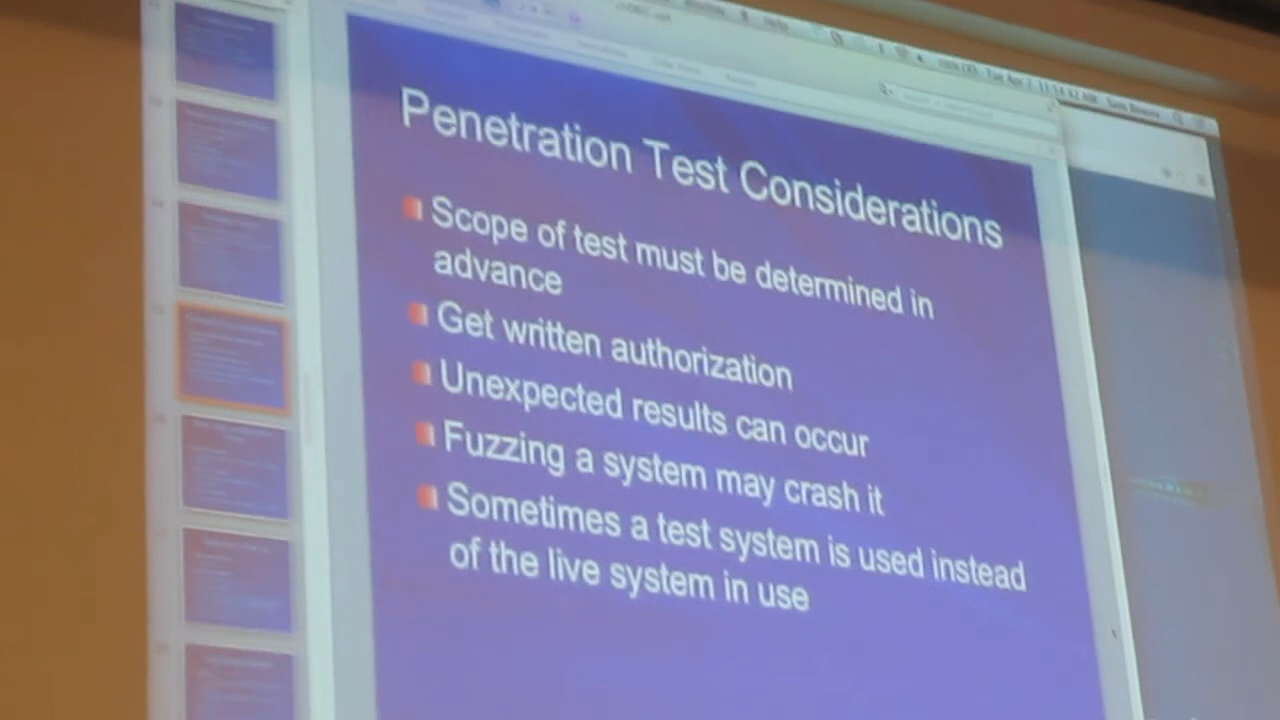 Penetration Test Considerations
Scope of test must be determined in
advance
Get written authorization
Unexpected results can occur
Fuzzing a system may crash it
Sometimes a test system is used instead
of the live system in use